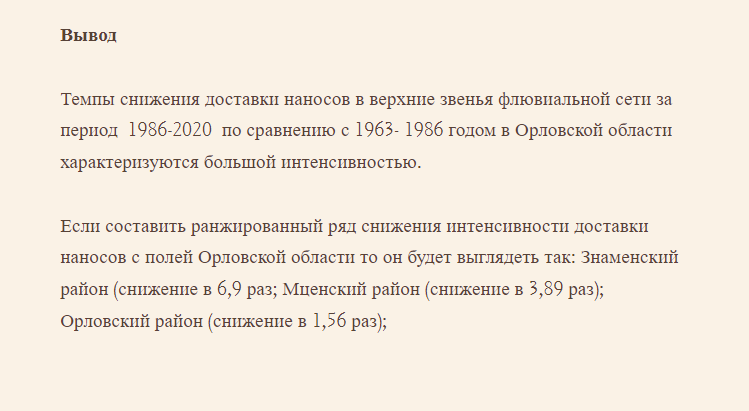 Вывод
Темпы снижения доставки наносов в верхние звенья флювиальной сети за
период  1986-2020  по сравнению с 1963- 1986 годом в Орловской области
характеризуются большой интенсивностью.
Если составить ранжированный ряд снижения интенсивности доставки
наносов с полей Орловской области то он будет выглядеть так: Знаменский
район (снижение в 6,9 раз; Мценский район (снижение в 3,89 раз);
Орловский район (снижение в 1,56 раз);